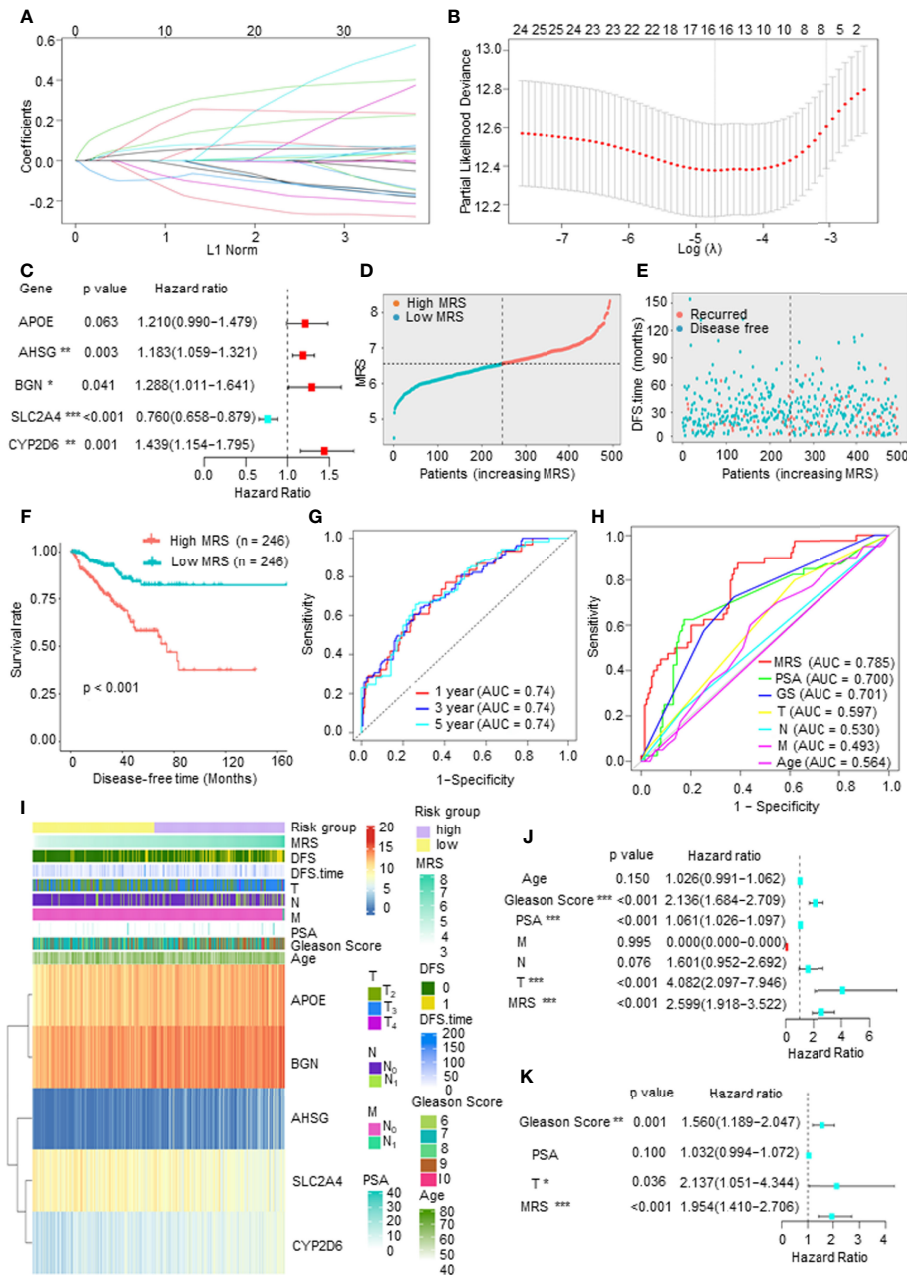 A
0 10 20 30
0.6
0.4
0.2
0.0
-0.2
Coefficients
0 1 2 3
L1 Norm
B
24 25 25 24 23 23 22 22 18 17 16 16 13 10 10 8 8 5 2
13.0
12.8
12.6
12.4
12.2
Partial Likelihood Deviance
-7 -6 -5 -4 -3
Log (λ)
C
Gene p value Hazard ratio
APOE 0.063 1.210(0.990−1.479)
AHSG ** 0.003 1.183(1.059−1.321)
BGN * 0.041 1.288(1.011−1.641)
SLC2A4 *** <0.001 0.760(0.658−0.879)
CYP2D6 ** 0.001 1.439(1.154−1.795)
0.0 0.5 1.0 1.5
Hazard Ratio
D
High MRS
Low MRS
8
7
6
5
MRS
0 100 200 300 400 500
Patients (increasing MRS)
E
Recurred
Disease free
150
120
90
60
30
0
DFS.time (months)
0 100 200 300 400 500
Patients (increasing MRS)
F
High MRS (n = 246)
Low MRS (n = 246)
1.00
0.75
0.50
0.25
0.00
Survival rate
p < 0.001
0 40 80 120 160
Disease-free time (Months)
G
1.0
0.8
0.6
0.4
0.2
0.0
Sensitivity
1 year (AUC = 0.74)
3 year (AUC = 0.74)
5 year (AUC = 0.74)
0.0 0.2 0.4 0.6 0.8 1.0
1−Specificity
H
1.0
0.8
0.6
0.4
0.2
0.0
Sensitivity
MRS (AUC = 0.785)
PSA (AUC = 0.700)
GS (AUC = 0.701)
T (AUC = 0.597)
N (AUC = 0.530)
M (AUC = 0.493)
Age (AUC = 0.564)
0.0 0.2 0.4 0.6 0.8 1.0
1 − Specificity
I
Risk group
MRS
DFS
DFS.time
T
N
M
PSA
Gleason Score
Age
APOE
BGN
AHSG
SLC2A4
CYP2D6
20
15
10
5
0
T
T2
T3
T4
N
N0
N1
M
N0
N1
PSA
40
30
20
10
0
Risk group
high
low
MRS
8
7
6
5
4
3
DFS
0
1
DFS.time
200
150
100
50
0
Gleason Score
6
7
8
9
10
Age
80
70
60
50
40
J
p value Hazard ratio
Age 0.150 1.026(0.991−1.062)
Gleason Score *** <0.001 2.136(1.684−2.709)
PSA *** <0.001 1.061(1.026−1.097)
M 0.995 0.000(0.000−0.000)
N 0.076 1.601(0.952−2.692)
T *** <0.001 4.082(2.097−7.946)
MRS *** <0.001 2.599(1.918−3.522)
0 2 4 6
Hazard Ratio
K
p value Hazard ratio
Gleason Score ** 0.001 1.560(1.189−2.047)
PSA 0.100 1.032(0.994−1.072)
T * 0.036 2.137(1.051−4.344)
MRS *** <0.001 1.954(1.410−2.706)
0 1 2 3 4
Hazard Ratio